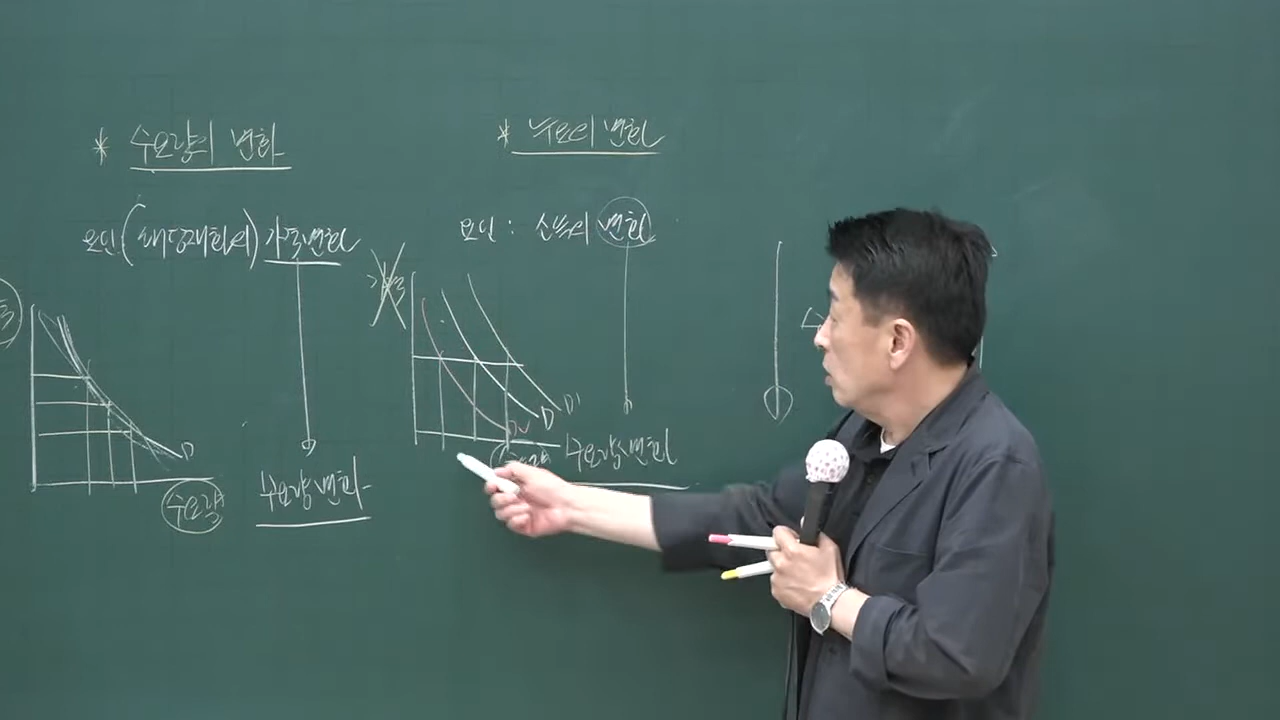 * 수요량의 변화
요인 (해당재화의) 가격변화
D
수요량
수요량 변화
* 수요의 변화
요인 : 소득의 변화
D D'
수요량 변화